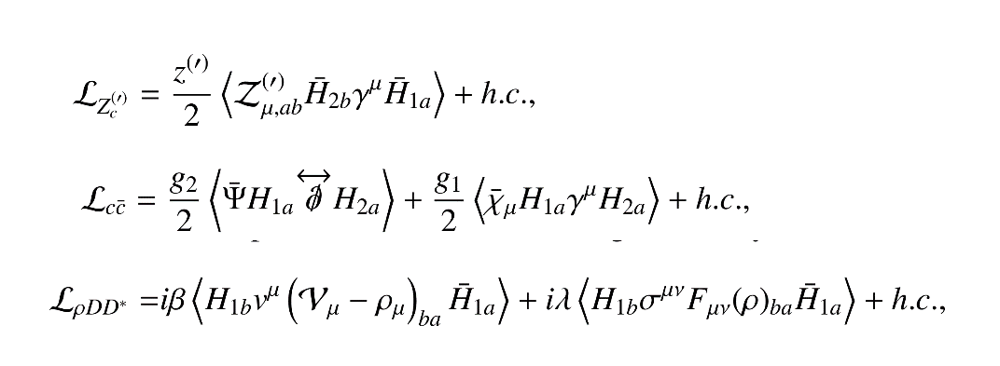 \mathcal{L}_{Z_c^{(\prime)}} = \frac{z^{(\prime)}}{2} \left\langle \mathcal{Z}^{(\prime)}_{\mu,ab} \bar{H}_{2b} \gamma^\mu \bar{H}_{1a} \right\rangle + h.c.,
\mathcal{L}_{c\bar{c}} = \frac{g_2}{2} \left\langle \bar{\Psi} H_{1a} \overleftrightarrow{\not\partial} H_{2a} \right\rangle + \frac{g_1}{2} \left\langle \bar{\chi}_\mu H_{1a} \gamma^\mu H_{2a} \right\rangle + h.c.,
\mathcal{L}_{\rho DD^*} = i\beta \left\langle H_{1b} v^\mu \left( \mathcal{V}_\mu - \rho_\mu \right)_{ba} \bar{H}_{1a} \right\rangle + i\lambda \left\langle H_{1b} \sigma^{\mu\nu} F_{\mu\nu}(\rho)_{ba} \bar{H}_{1a} \right\rangle + h.c.,